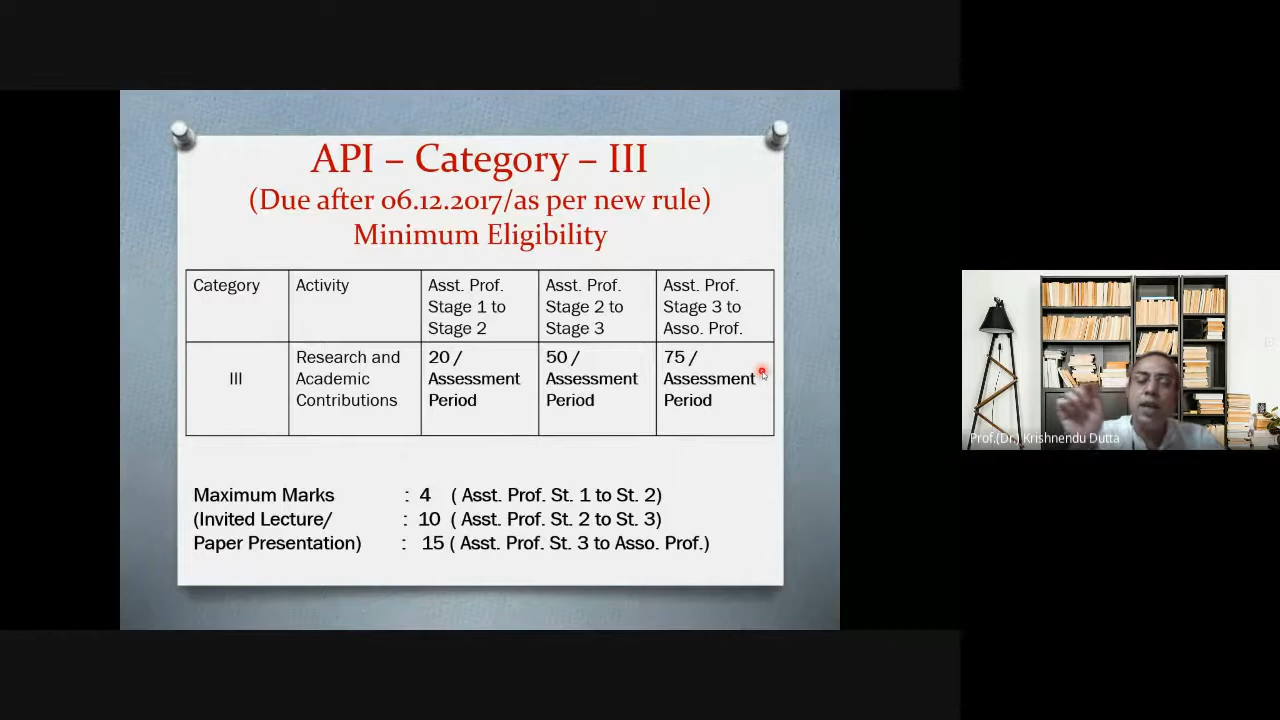 API – Category – III
(Due after 06.12.2017/as per new rule)
Minimum Eligibility
Category
Activity
Asst. Prof.
Stage 1 to
Stage 2
Asst. Prof.
Stage 2 to
Stage 3
Asst. Prof.
Stage 3 to
Asso. Prof.
III
Research and
Academic
Contributions
20 /
Assessment
Period
50 /
Assessment
Period
75 /
Assessment
Period
Maximum Marks : 4 ( Asst. Prof. St. 1 to St. 2)
(Invited Lecture/ : 10 ( Asst. Prof. St. 2 to St. 3)
Paper Presentation) : 15 ( Asst. Prof. St. 3 to Asso. Prof.)
Prof.(Dr.) Krishnendu Dutta